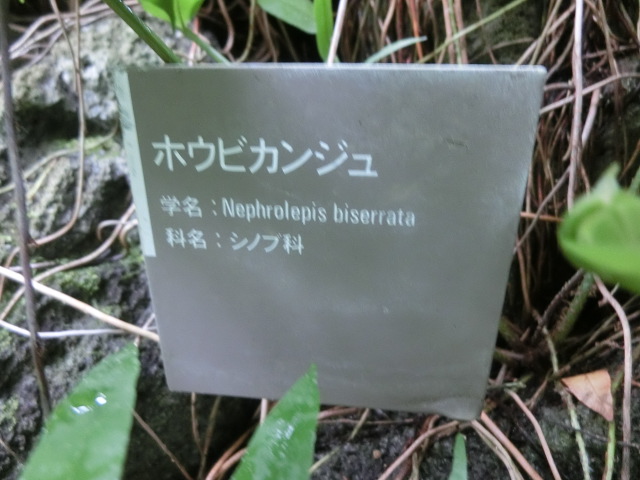 ホウビカンジュ
学名：Nephrolepis biserrata
科名：シノブ科